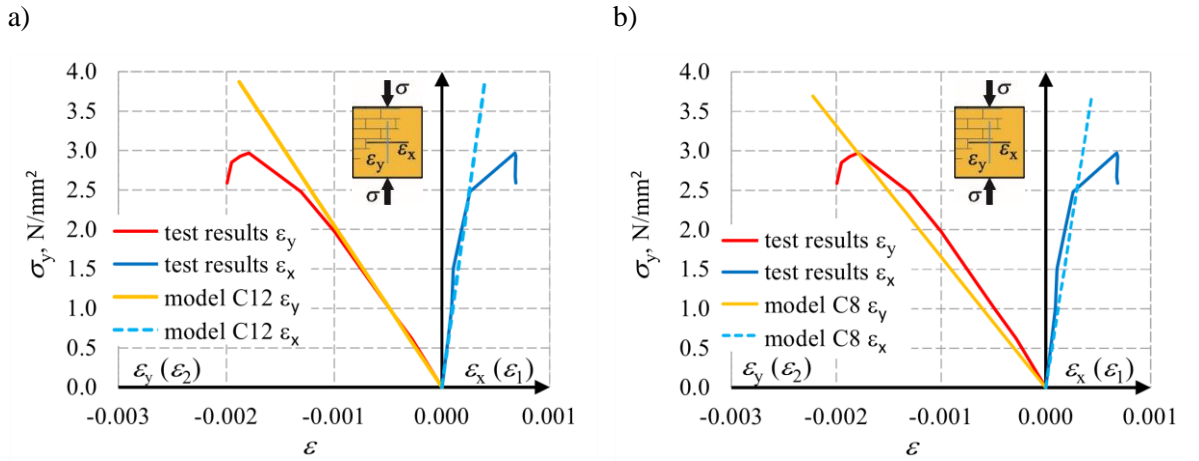 a)
4.0
3.5
3.0
2.5
2.0
1.5
1.0
0.5
0.0
σy, N/mm²
σ
εx
εy
σ
test results εy
test results εx
model C12 εy
model C12 εx
εy (ε2)
εx (ε1)
-0.003
-0.002
-0.001
0.000
0.001
ε
b)
4.0
3.5
3.0
2.5
2.0
1.5
1.0
0.5
0.0
σy, N/mm²
σ
εx
εy
σ
test results εy
test results εx
model C8 εy
model C8 εx
εy (ε2)
εx (ε1)
-0.003
-0.002
-0.001
0.000
0.001
ε